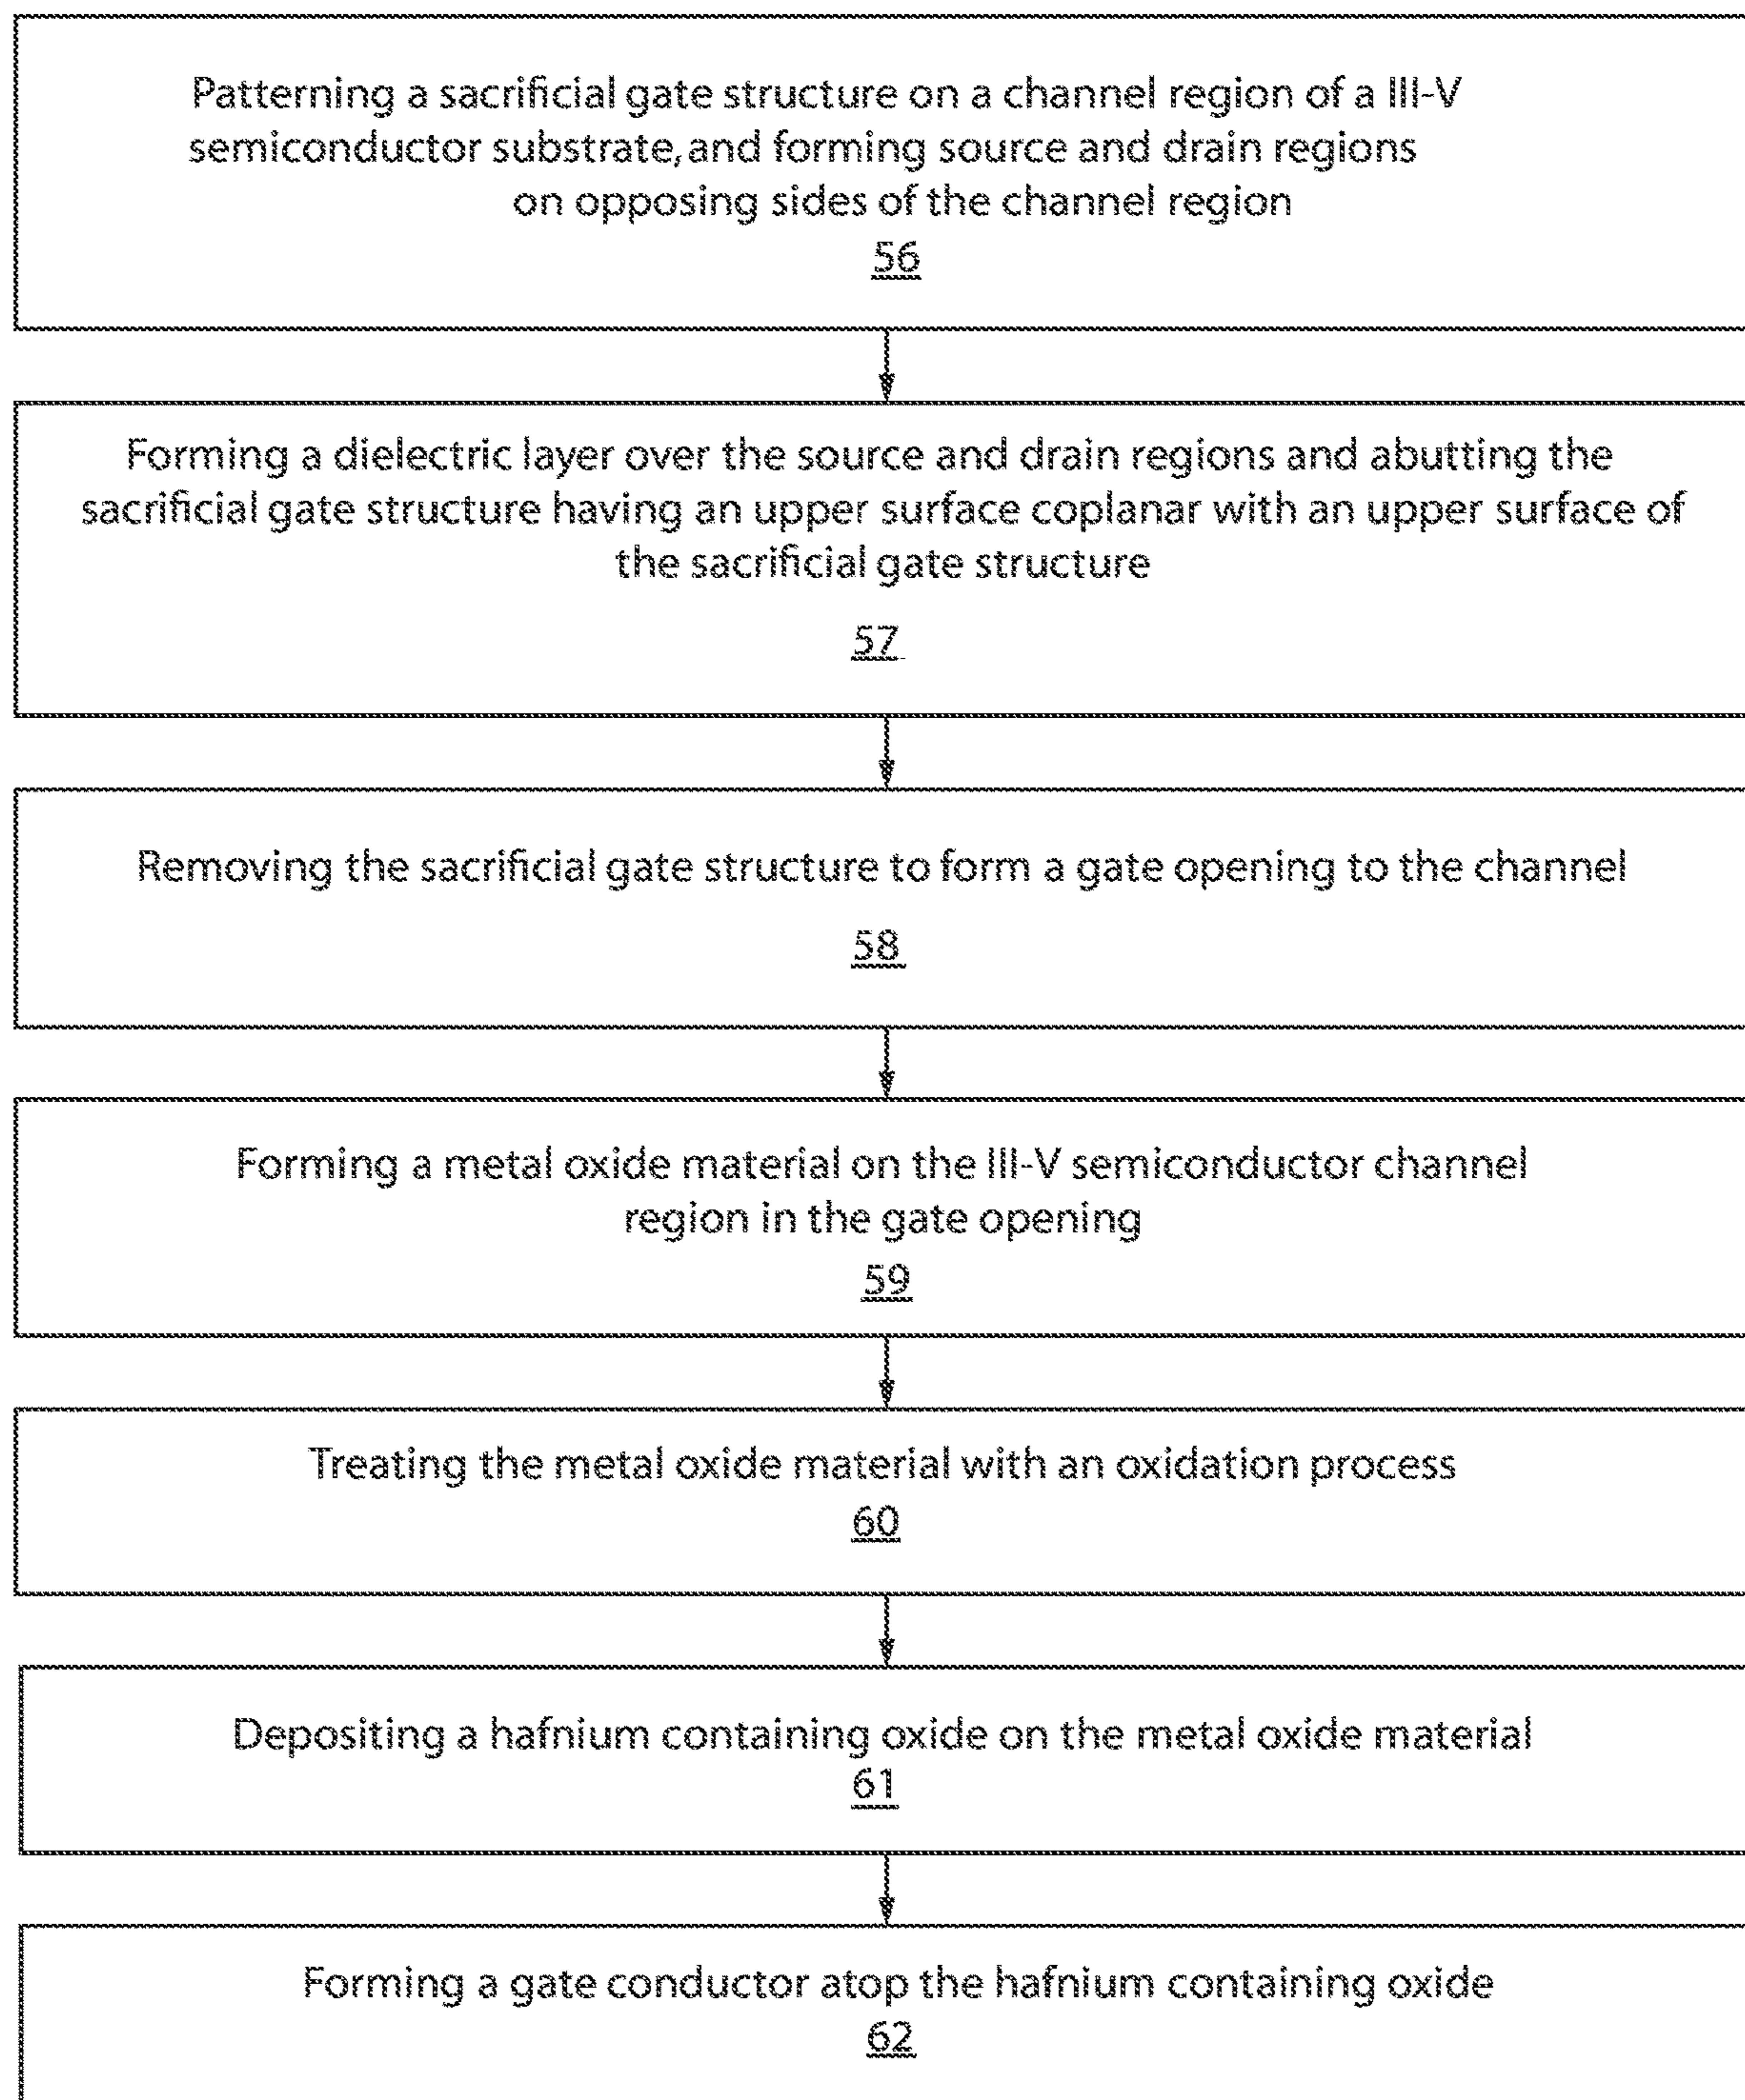 Patterning a sacrificial gate structure on a channel region of a III-V
semiconductor substrate, and forming source and drain regions
on opposing sides of the channel region
56
Forming a dielectric layer over the source and drain regions and abutting the
sacrificial gate structure having an upper surface coplanar with an upper surface of
the sacrificial gate structure
57
Removing the sacrificial gate structure to form a gate opening to the channel
58
Forming a metal oxide material on the III-V semiconductor channel
region in the gate opening
59
Treating the metal oxide material with an oxidation process
60
Depositing a hafnium containing oxide on the metal oxide material
61
Forming a gate conductor atop the hafnium containing oxide
62